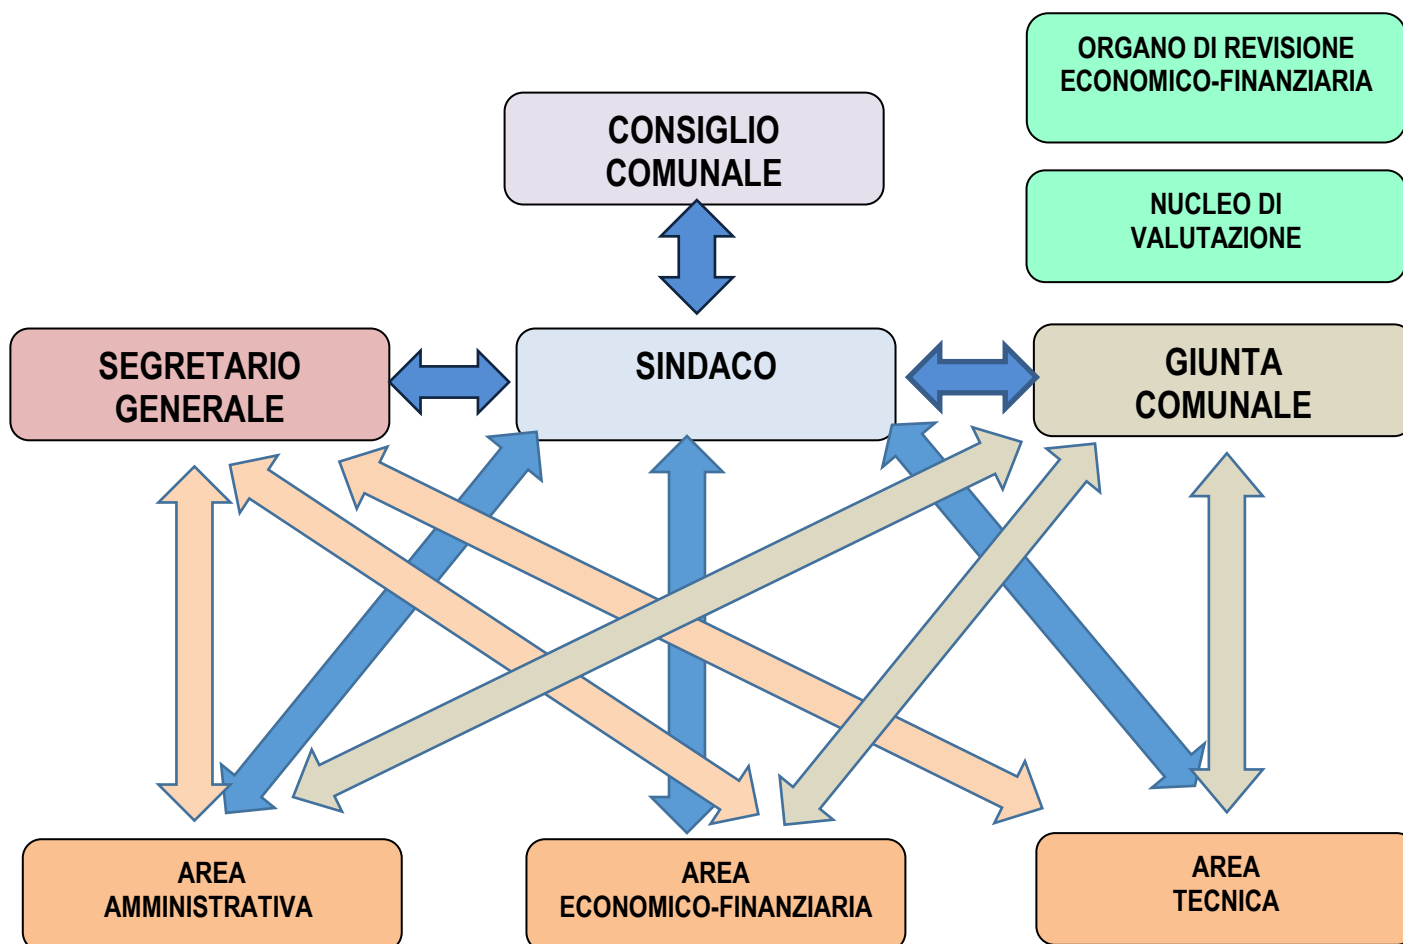 ORGANO DI REVISIONE
ECONOMICO-FINANZIARIA
CONSIGLIO
COMUNALE
NUCLEO DI
VALUTAZIONE
SEGRETARIO
GENERALE
SINDACO
GIUNTA
COMUNALE
AREA
AMMINISTRATIVA
AREA
ECONOMICO-FINANZIARIA
AREA
TECNICA